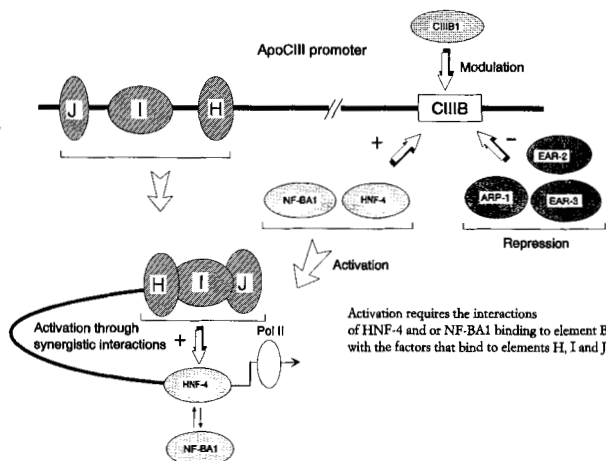 CIIIB1
ApoCIII promoter
Modulation
J
I
H
CIIIB
+
−
EAR-2
NF-BA1
HNF-4
ARP-1
EAR-3
Repression
Activation
H
I
J
Activation through
synergistic interactions
+
Pol II
HNF-4
NF-BA1
Activation requires the interactions
of HNF-4 and or NF-BA1 binding to element B
with the factors that bind to elements H, I and J